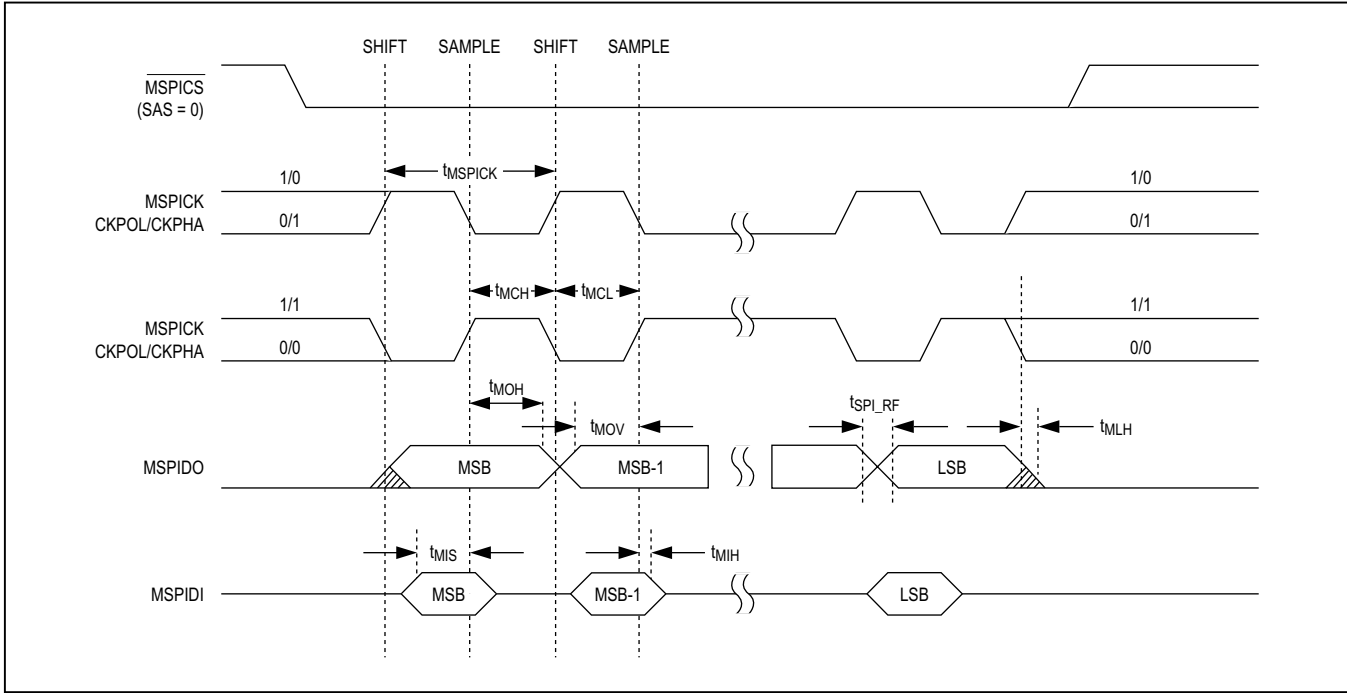 SHIFT SAMPLE SHIFT SAMPLE
MSPICS
(SAS = 0)
tMSPICK
1/0 1/0
MSPICK
CKPOL/CKPHA
0/1 0/1
tMCH tMCL
1/1 1/1
MSPICK
CKPOL/CKPHA
0/0 0/0
tMOH
tMOV
tSPI_RF
tMLH
MSPIDO
MSB MSB-1 LSB
tMIS
tMIH
MSPIDI
MSB MSB-1 LSB